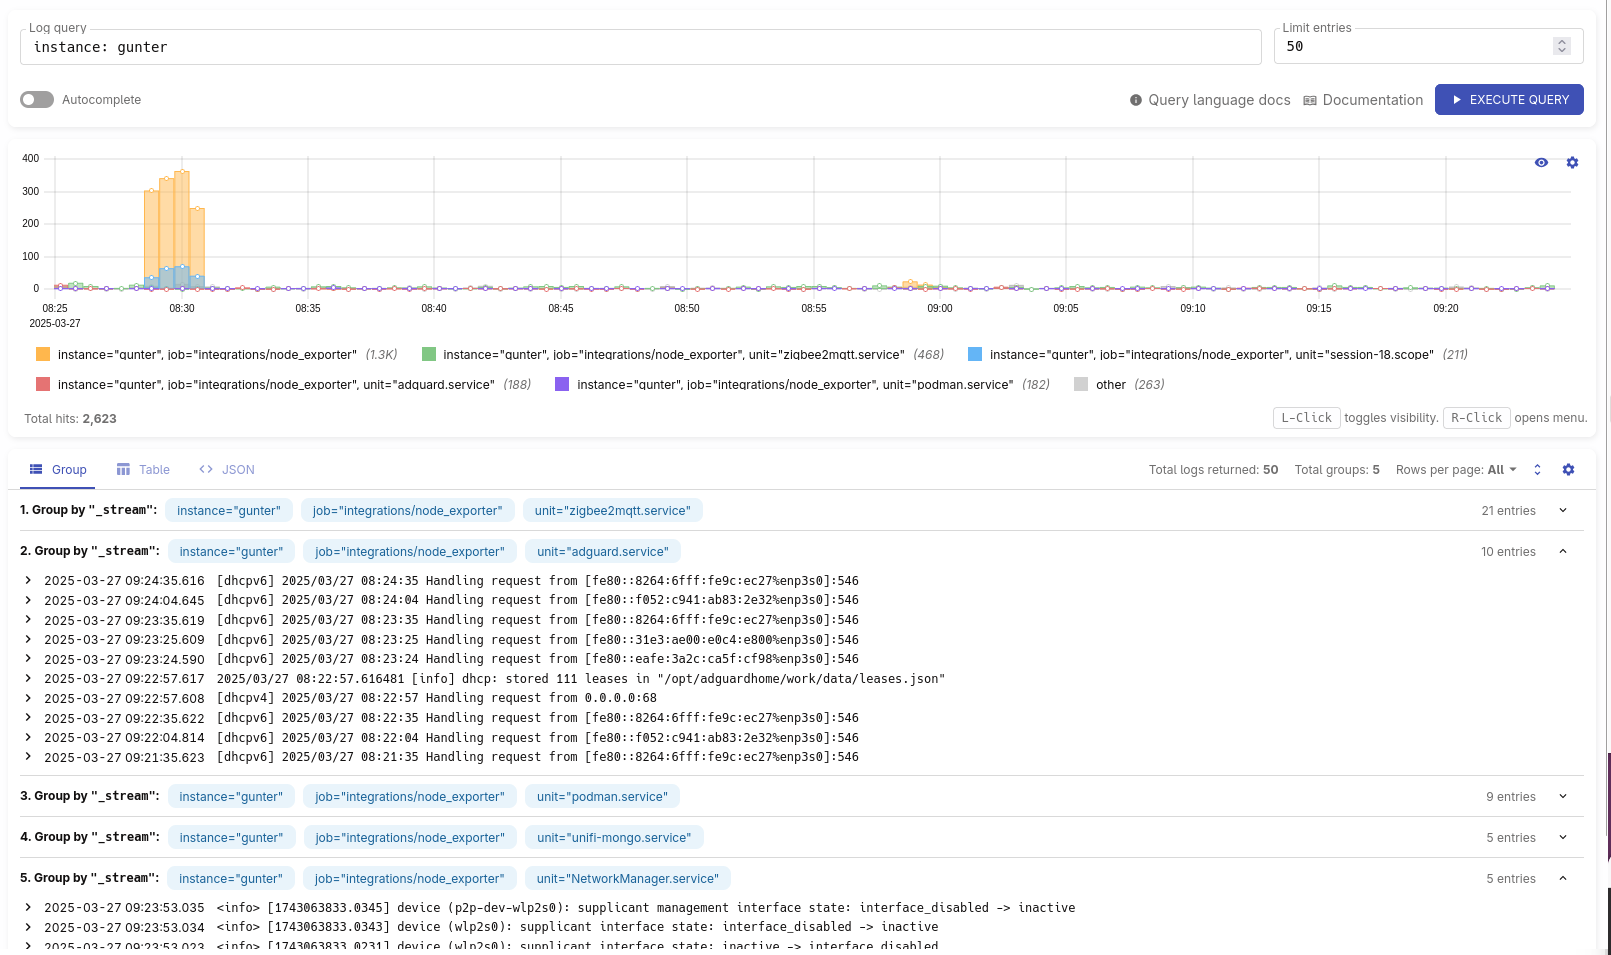 Log query
instance: gunter
Limit entries
50
Autocomplete
Query language docs
Documentation
EXECUTE QUERY
400
300
200
100
0
08:25 08:30 08:35 08:40 08:45 08:50 08:55 09:00 09:05 09:10 09:15 09:20
2025-03-27
instance="gunter", job="integrations/node_exporter" (1.3K) instance="gunter", job="integrations/node_exporter", unit="zigbee2mqtt.service" (468) instance="gunter", job="integrations/node_exporter", unit="session-18.scope" (211)
instance="gunter", job="integrations/node_exporter", unit="adguard.service" (188) instance="gunter", job="integrations/node_exporter", unit="podman.service" (182) other (263)
Total hits: 2,623
L-Click toggles visibility. R-Click opens menu.
Group Table JSON
Total logs returned: 50 Total groups: 5 Rows per page: All
1. Group by "_stream": instance="gunter" job="integrations/node_exporter" unit="zigbee2mqtt.service" 21 entries
2. Group by "_stream": instance="gunter" job="integrations/node_exporter" unit="adguard.service" 10 entries
2025-03-27 09:24:35.616 [dhcpv6] 2025/03/27 08:24:35 Handling request from [fe80::8264:6fff:fe9c:ec27%enp3s0]:546
2025-03-27 09:24:04.645 [dhcpv6] 2025/03/27 08:24:04 Handling request from [fe80::f052:c941:ab83:2e32%enp3s0]:546
2025-03-27 09:23:35.619 [dhcpv6] 2025/03/27 08:23:35 Handling request from [fe80::8264:6fff:fe9c:ec27%enp3s0]:546
2025-03-27 09:23:25.609 [dhcpv6] 2025/03/27 08:23:25 Handling request from [fe80::31e3:ae00:e0c4:e800%enp3s0]:546
2025-03-27 09:23:24.590 [dhcpv6] 2025/03/27 08:23:24 Handling request from [fe80::eafe:3a2c:ca5f:cf98%enp3s0]:546
2025-03-27 09:22:57.617 2025/03/27 08:22:57.616481 [info] dhcp: stored 111 leases in "/opt/adguardhome/work/data/leases.json"
2025-03-27 09:22:57.608 [dhcpv4] 2025/03/27 08:22:57 Handling request from 0.0.0.0:68
2025-03-27 09:22:35.622 [dhcpv6] 2025/03/27 08:22:35 Handling request from [fe80::8264:6fff:fe9c:ec27%enp3s0]:546
2025-03-27 09:22:04.814 [dhcpv6] 2025/03/27 08:22:04 Handling request from [fe80::f052:c941:ab83:2e32%enp3s0]:546
2025-03-27 09:21:35.623 [dhcpv6] 2025/03/27 08:21:35 Handling request from [fe80::8264:6fff:fe9c:ec27%enp3s0]:546
3. Group by "_stream": instance="gunter" job="integrations/node_exporter" unit="podman.service" 9 entries
4. Group by "_stream": instance="gunter" job="integrations/node_exporter" unit="unifi-mongo.service" 5 entries
5. Group by "_stream": instance="gunter" job="integrations/node_exporter" unit="NetworkManager.service" 5 entries
2025-03-27 09:23:53.035 <info> [1743063833.0345] device (p2p-dev-wlp2s0): supplicant management interface state: interface_disabled -> inactive
2025-03-27 09:23:53.034 <info> [1743063833.0343] device (wlp2s0): supplicant interface state: interface_disabled -> inactive
2025-03-27 09:23:53.023 <info> [1743063833.0231] device (wlp2s0): supplicant interface state: inactive -> interface_disabled